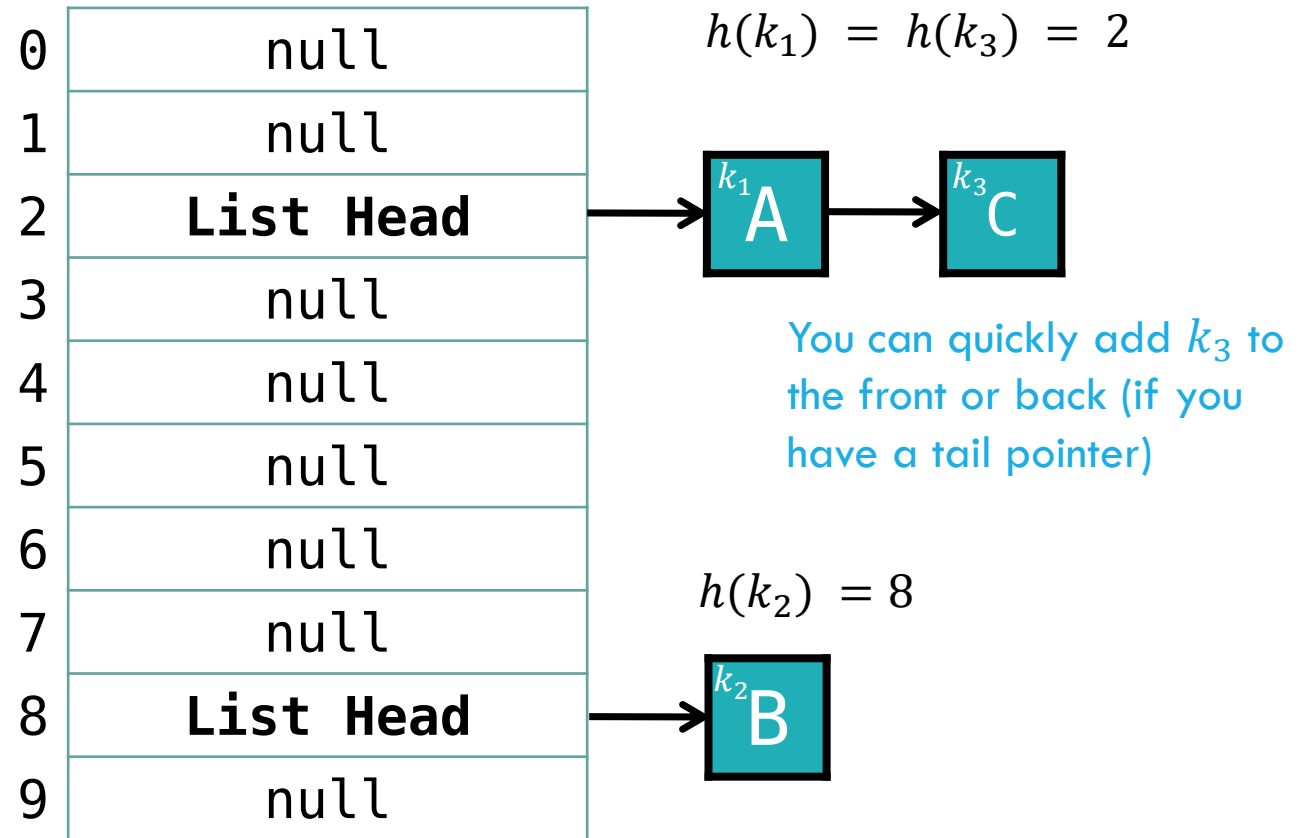 h(k₁) = h(k₃) = 2
0 null
1 null
2 List Head
k₁ A
k₃ C
3 null
You can quickly add k₃ to
the front or back (if you
have a tail pointer)
4 null
5 null
6 null
h(k₂) = 8
7 null
8 List Head
k₂ B
9 null